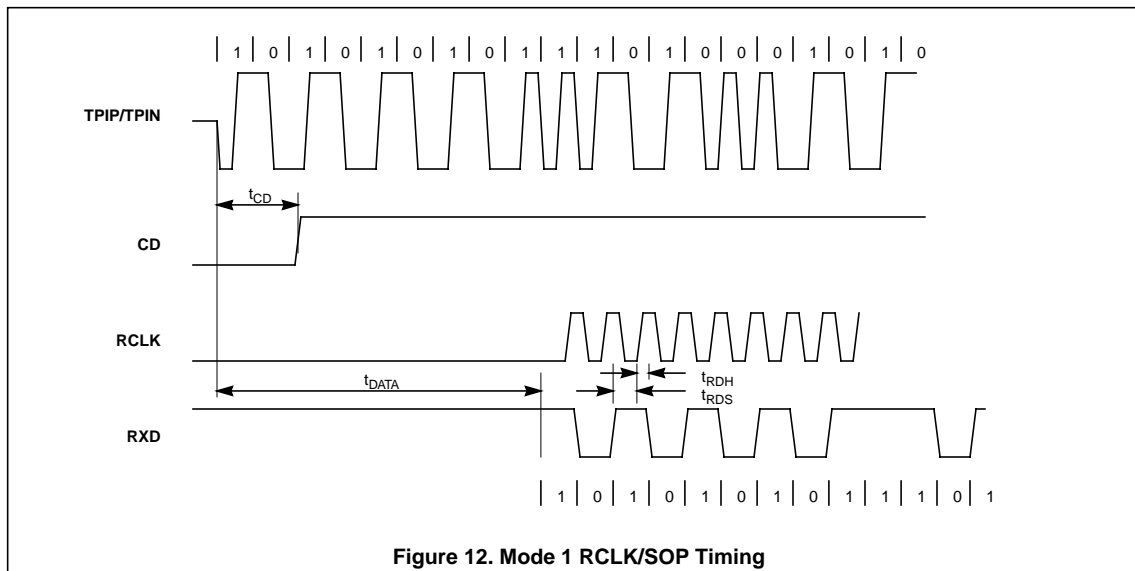 | 1 | 0 | 1 | 0 | 1 | 0 | 1 | 0 | 1 | 1 | 0 | 1 | 0 | 0 | 0 | 1 | 0 | 1 | 0
TPIP/TPIN
tCD
CD
RCLK
tDATA
tRDH
tRDS
RXD
| 1 | 0 | 1 | 0 | 1 | 0 | 1 | 0 | 1 | 1 | 1 | 0 | 1
Figure 12. Mode 1 RCLK/SOP Timing